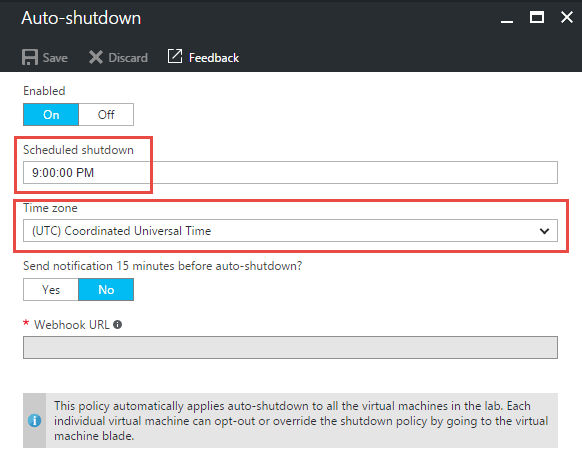 Auto-shutdown
Save Discard Feedback
Enabled
On Off
Scheduled shutdown
9:00:00 PM
Time zone
(UTC) Coordinated Universal Time
Send notification 15 minutes before auto-shutdown?
Yes No
* Webhook URL
This policy automatically applies auto-shutdown to all the virtual machines in the lab. Each
individual virtual machine can opt-out or override the shutdown policy by going to the virtual
machine blade.